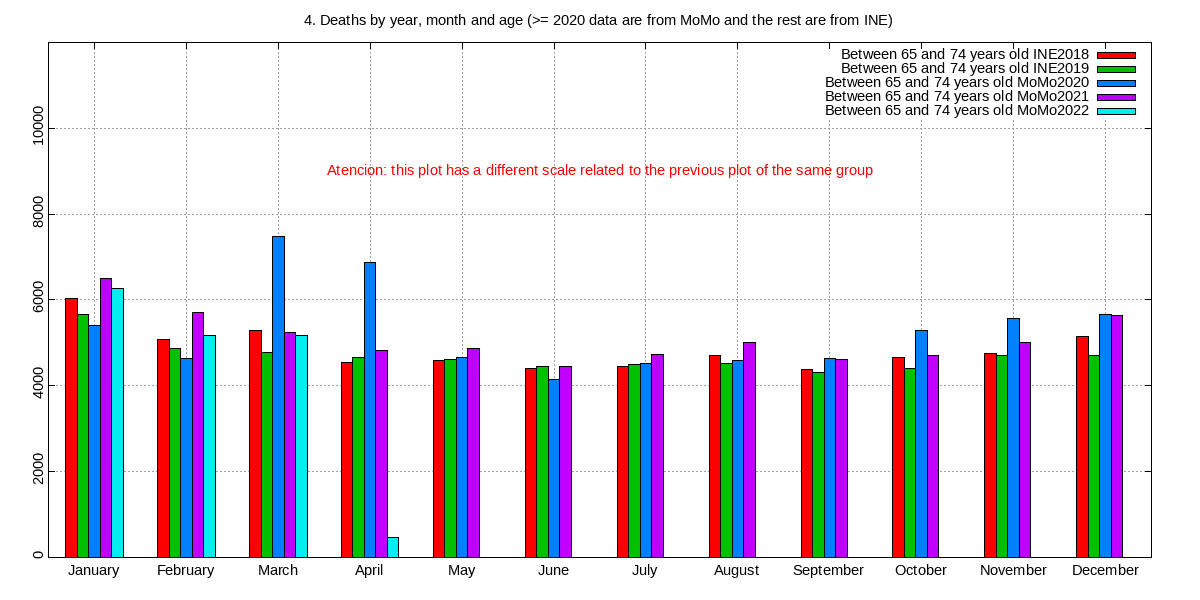 4. Deaths by year, month and age (>= 2020 data are from MoMo and the rest are from INE)
Between 65 and 74 years old INE2018
Between 65 and 74 years old INE2019
Between 65 and 74 years old MoMo2020
Between 65 and 74 years old MoMo2021
Between 65 and 74 years old MoMo2022
Atencion: this plot has a different scale related to the previous plot of the same group
10000
8000
6000
4000
2000
0
January February March April May June July August September October November December